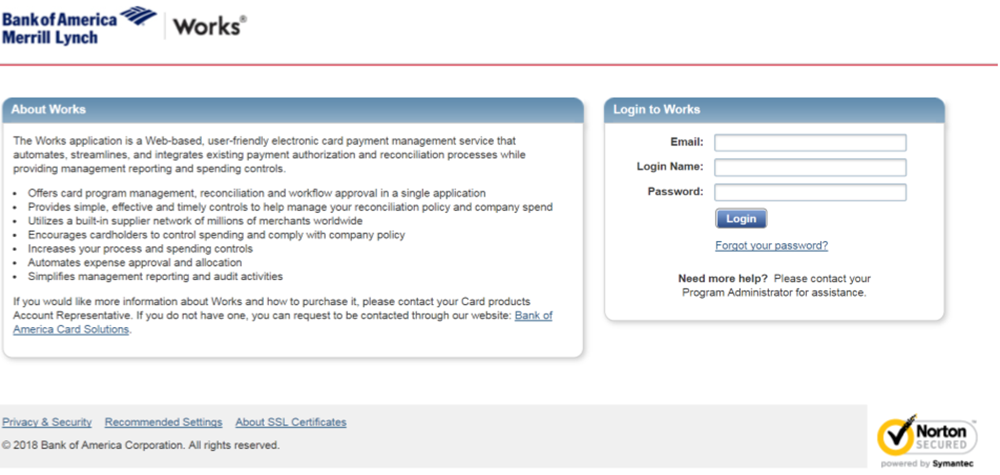 Bank of America
Merrill Lynch
Works®
About Works
The Works application is a Web-based, user-friendly electronic card payment management service that
automates, streamlines, and integrates existing payment authorization and reconciliation processes while
providing management reporting and spending controls.
• Offers card program management, reconciliation and workflow approval in a single application
• Provides simple, effective and timely controls to help manage your reconciliation policy and company spend
• Utilizes a built-in supplier network of millions of merchants worldwide
• Encourages cardholders to control spending and comply with company policy
• Increases your process and spending controls
• Automates expense approval and allocation
• Simplifies management reporting and audit activities
If you would like more information about Works and how to purchase it, please contact your Card products
Account Representative. If you do not have one, you can request to be contacted through our website: Bank of
America Card Solutions.
Login to Works
Email:
Login Name:
Password:
Login
Forgot your password?
Need more help? Please contact your
Program Administrator for assistance.
Privacy & Security Recommended Settings About SSL Certificates
© 2018 Bank of America Corporation. All rights reserved.
Norton™
SECURED
powered by Symantec